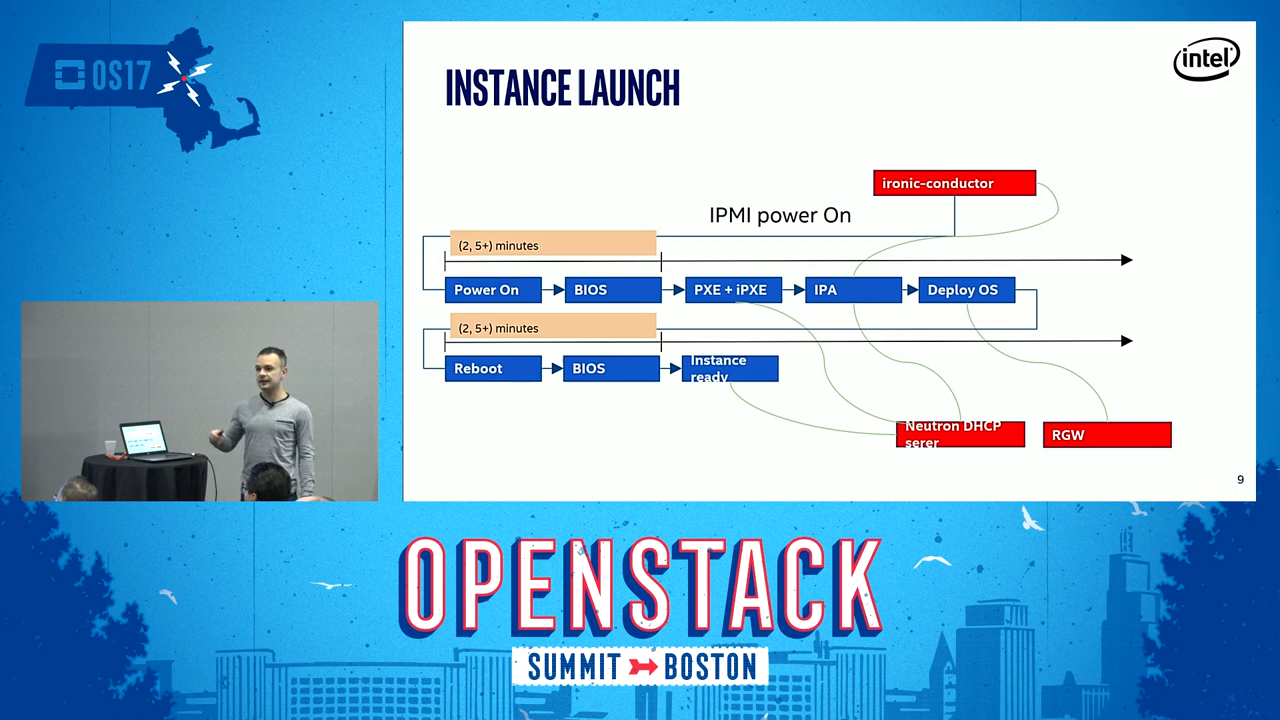 OS17
intel
INSTANCE LAUNCH
ironic-conductor
IPMI power On
(2, 5+) minutes
Power On
BIOS
PXE + iPXE
IPA
Deploy OS
(2, 5+) minutes
Reboot
BIOS
Instance
ready
Neutron DHCP
serer
RGW
9
OPENSTACK
SUMMIT BOSTON